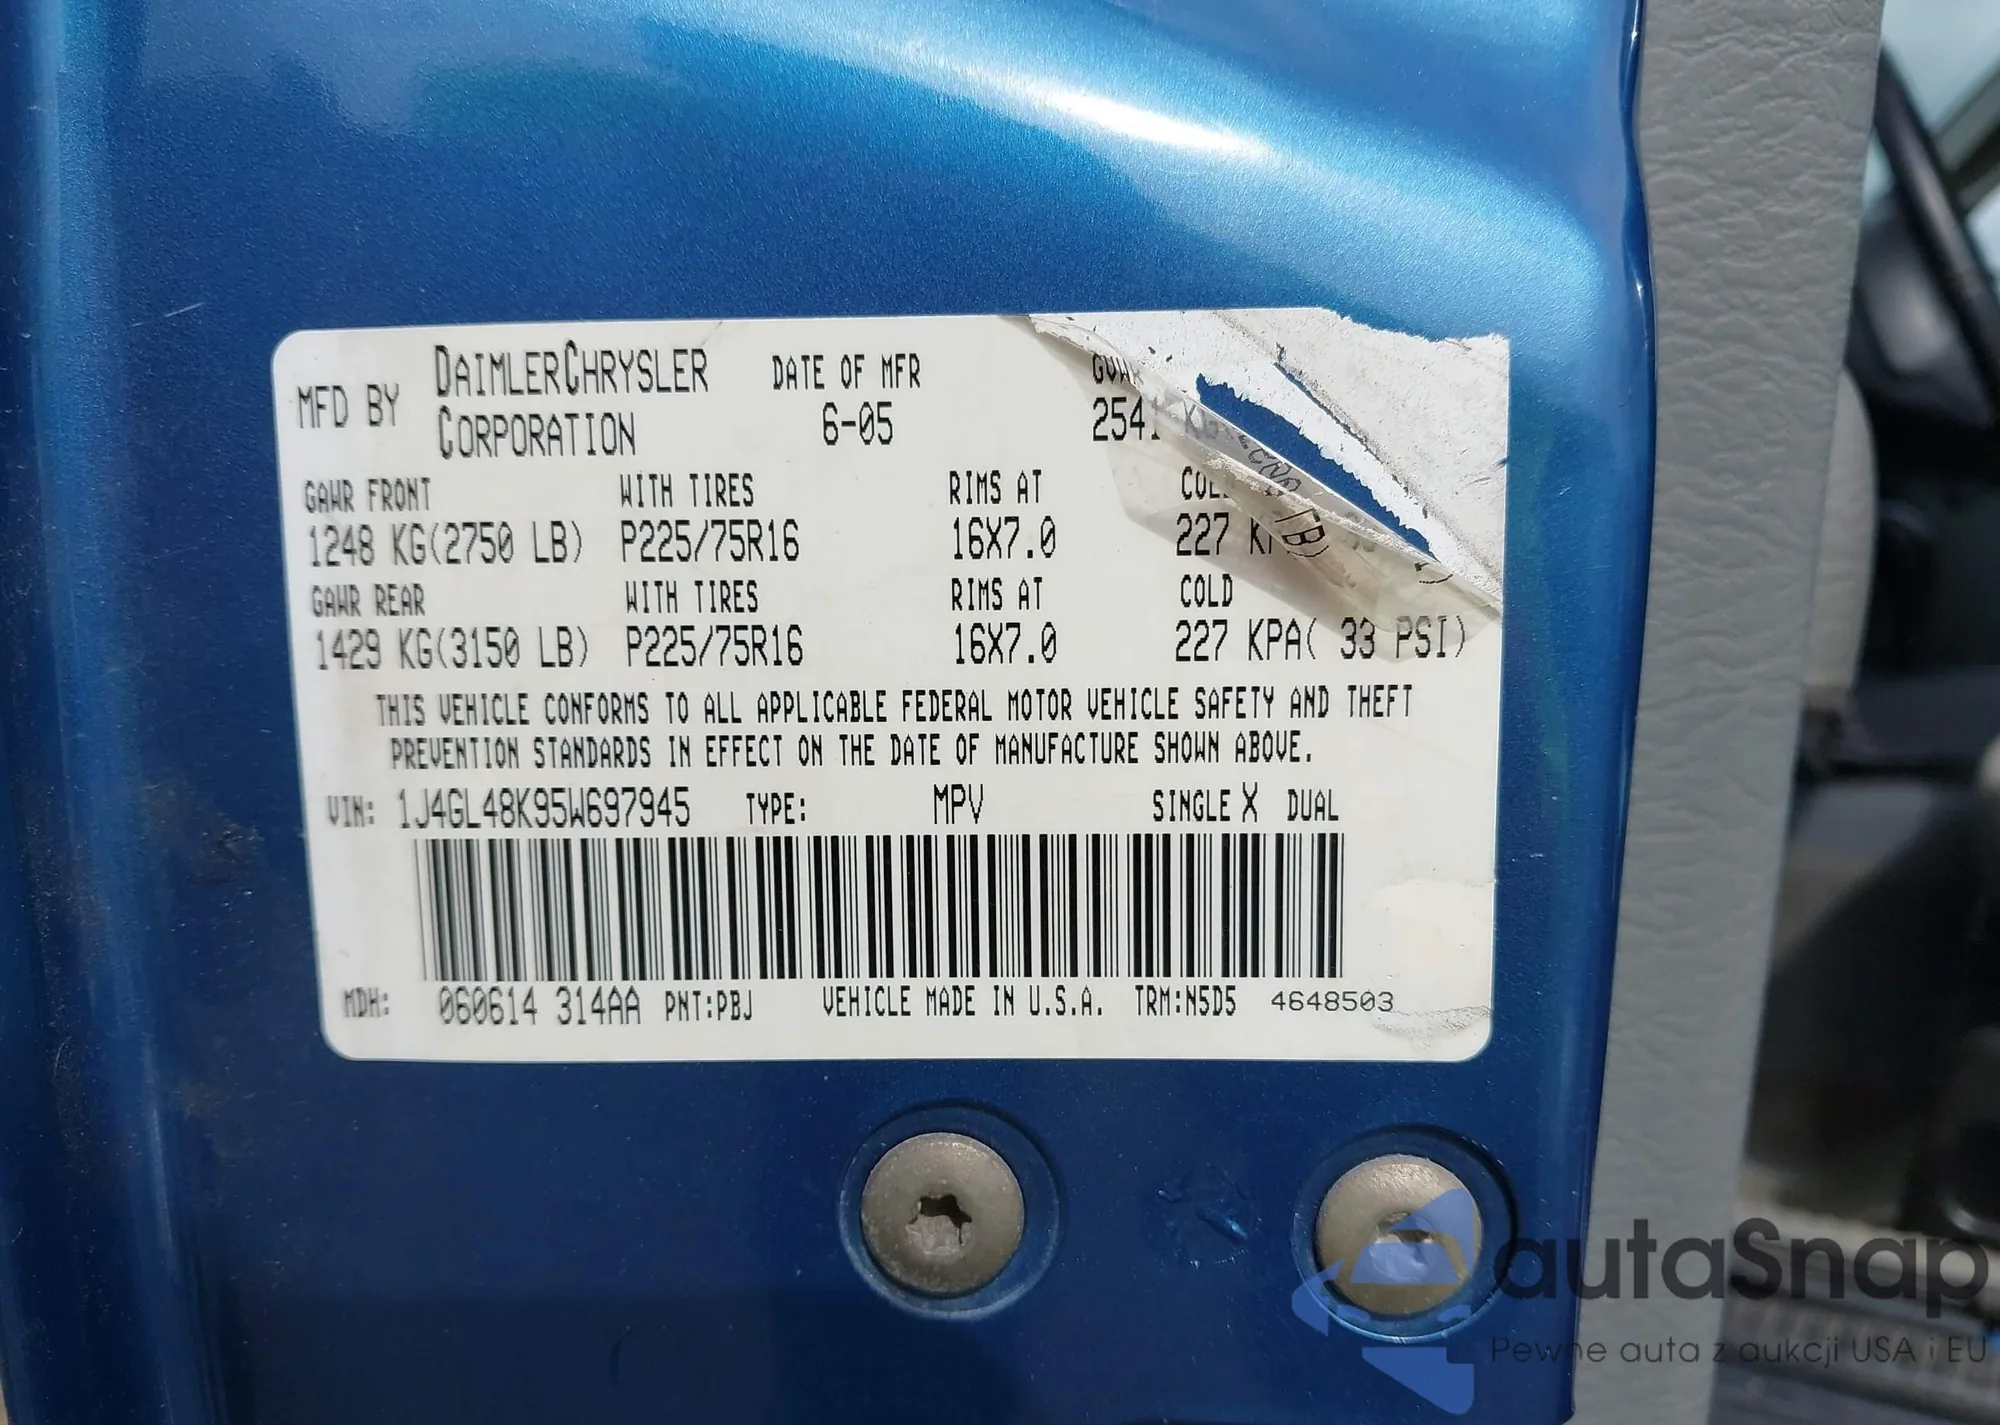 MFD BY DAIMLERCHRYSLER CORPORATION DATE OF MFR 6-05
GAWR FRONT WITH TIRES RIMS AT
1248 KG(2750 LB) P225/75R16 16X7.0 227
GAWR REAR WITH TIRES RIMS AT COLD
1429 KG(3150 LB) P225/75R16 16X7.0 227 KPA( 33 PSI)
THIS VEHICLE CONFORMS TO ALL APPLICABLE FEDERAL MOTOR VEHICLE SAFETY AND THEFT
PREVENTION STANDARDS IN EFFECT ON THE DATE OF MANUFACTURE SHOWN ABOVE.
VIN: 1J4GL48K95W697945 TYPE: MPV SINGLE X DUAL
MDH: 060614 314AA PNT:PBJ VEHICLE MADE IN U.S.A. TRM:N5D5 4648503
autaSnap
Pewne auta z aukcji USA i EU